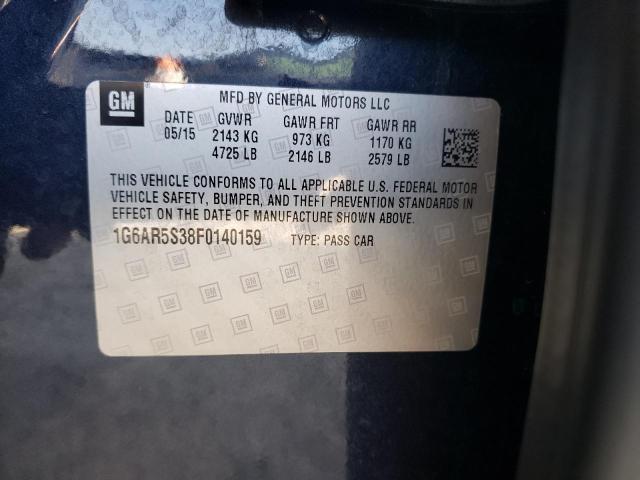 GM
MFD BY GENERAL MOTORS LLC
DATE GVWR GAWR FRT GAWR RR
05/15 2143 KG 973 KG 1170 KG
4725 LB 2146 LB 2579 LB
THIS VEHICLE CONFORMS TO ALL APPLICABLE U.S. FEDERAL MOTOR
VEHICLE SAFETY, BUMPER, AND THEFT PREVENTION STANDARDS IN
EFFECT ON THE DATE OF MANUFACTURE SHOWN ABOVE.
1G6AR5S38F0140159 TYPE: PASS CAR